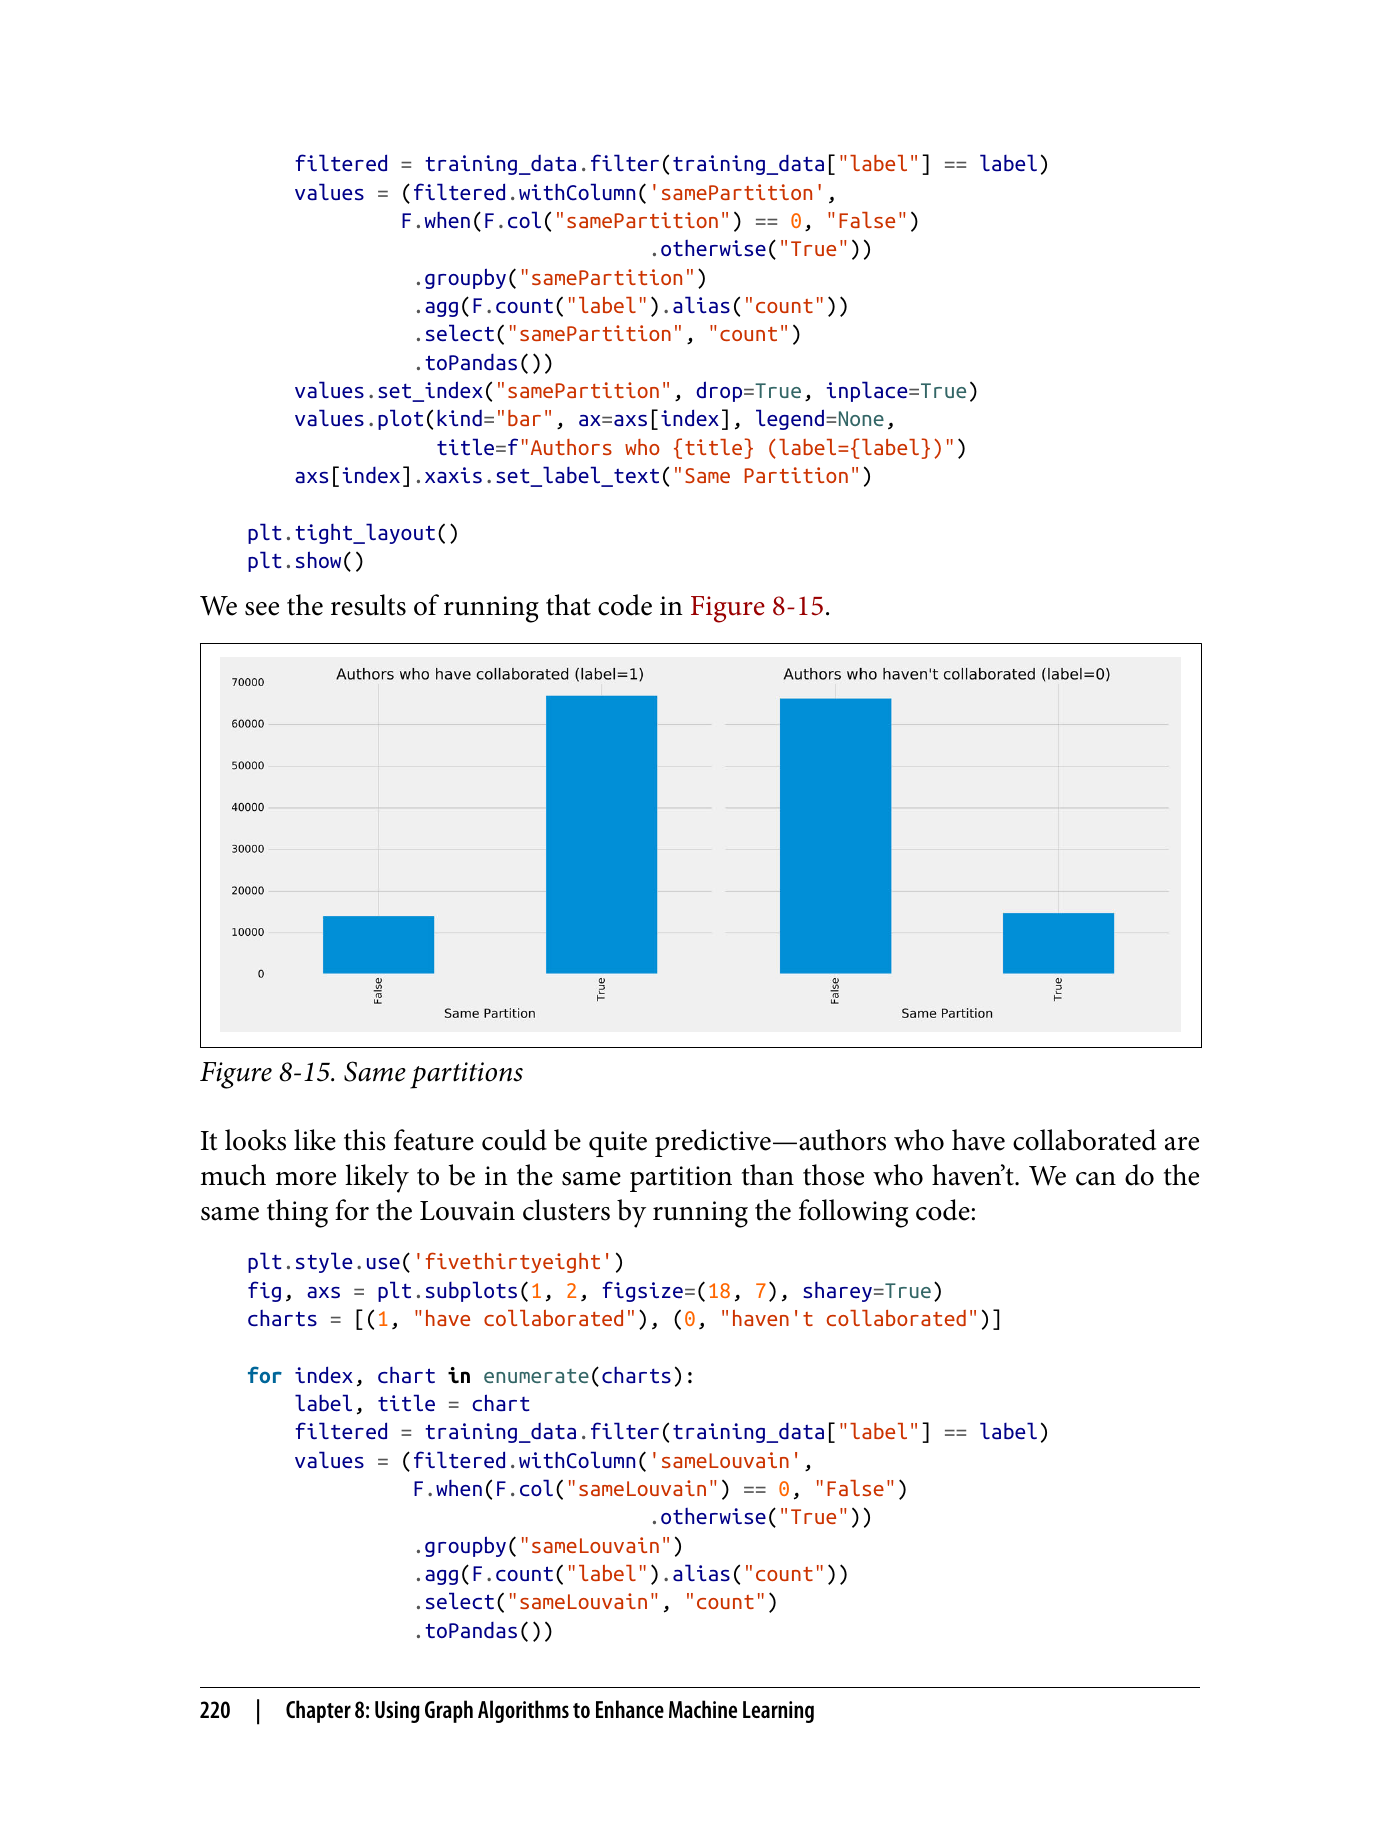 filtered = training_data.filter(training_data["label"] == label)
    values = (filtered.withColumn('samePartition',
             F.when(F.col("samePartition") == 0, "False")
                                  .otherwise("True"))
              .groupby("samePartition")
              .agg(F.count("label").alias("count"))
              .select("samePartition", "count")
              .toPandas())
    values.set_index("samePartition", drop=True, inplace=True)
    values.plot(kind="bar", ax=axs[index], legend=None,
                title=f"Authors who {title} (label={label})")
    axs[index].xaxis.set_label_text("Same Partition")
plt.tight_layout()
plt.show()
We see the results of running that code in Figure 8-15.
Authors who have collaborated (label=1)
70000
60000
50000
40000
30000
20000
10000
0
False
True
Same Partition
Authors who haven't collaborated (label=0)
False
True
Same Partition
Figure 8-15. Same partitions
It looks like this feature could be quite predictive—authors who have collaborated are
much more likely to be in the same partition than those who haven’t. We can do the
same thing for the Louvain clusters by running the following code:
plt.style.use('fivethirtyeight')
fig, axs = plt.subplots(1, 2, figsize=(18, 7), sharey=True)
charts = [(1, "have collaborated"), (0, "haven't collaborated")]
for index, chart in enumerate(charts):
    label, title = chart
    filtered = training_data.filter(training_data["label"] == label)
    values = (filtered.withColumn('sameLouvain',
              F.when(F.col("sameLouvain") == 0, "False")
                                  .otherwise("True"))
              .groupby("sameLouvain")
              .agg(F.count("label").alias("count"))
              .select("sameLouvain", "count")
              .toPandas())
220 | Chapter 8: Using Graph Algorithms to Enhance Machine Learning